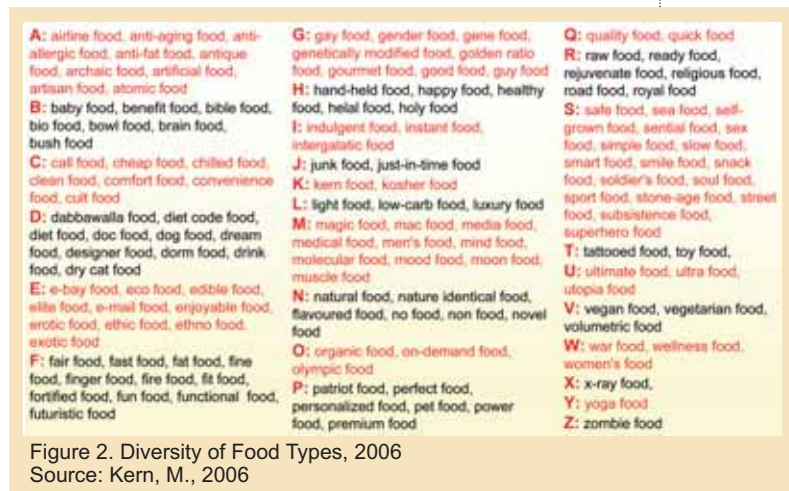 A: airline food, anti-aging food, anti-
allergic food, anti-fat food, antique
food, archaic food, artificial food,
artisan food, atomic food
B: baby food, benefit food, bible food,
bio food, bowl food, brain food,
bush food
C: call food, cheap food, chilled food,
clean food, comfort food, convenience
food, cult food
D: dabbawalla food, diet code food,
diet food, doc food, dog food, dream
food, designer food, dorm food, drink
food, dry cat food
E: e-bay food, eco food, edible food,
elite food, e-mail food, enjoyable food,
erotic food, ethic food, ethno food,
exotic food
F: fair food, fast food, fat food, fine
food, finger food, fire food, fit food,
fortified food, fun food, functional food,
futuristic food
G: gay food, gender food, gene food,
genetically modified food, golden ratio
food, gourmet food, good food, guy food
H: hand-held food, happy food, healthy
food, helal food, holy food
I: indulgent food, instant food,
intergalatic food
J: junk food, just-in-time food
K: kern food, kosher food
L: light food, low-carb food, luxury food
M: magic food, mac food, media food,
medical food, men's food, mind food,
molecular food, mood food, moon food,
muscle food
N: natural food, nature identical food,
flavoured food, no food, non food, novel
food
O: organic food, on-demand food,
olympic food
P: patriot food, perfect food,
personalized food, pet food, power
food, premium food
Q: quality food, quick food
R: raw food, ready food,
rejuvenate food, religious food,
road food, royal food
S: safe food, sea food, self-
grown food, sential food, sex
food, simple food, slow food,
smart food, smile food, snack
food, soldier's food, soul food,
sport food, stone-age food, street
food, subsistence food,
superhero food
T: tattooed food, toy food,
U: ultimate food, ultra food,
utopia food
V: vegan food, vegetarian food,
volumetric food
W: war food, wellness food,
women's food
X: x-ray food,
Y: yoga food
Z: zombie food
Figure 2. Diversity of Food Types, 2006
Source: Kern, M., 2006